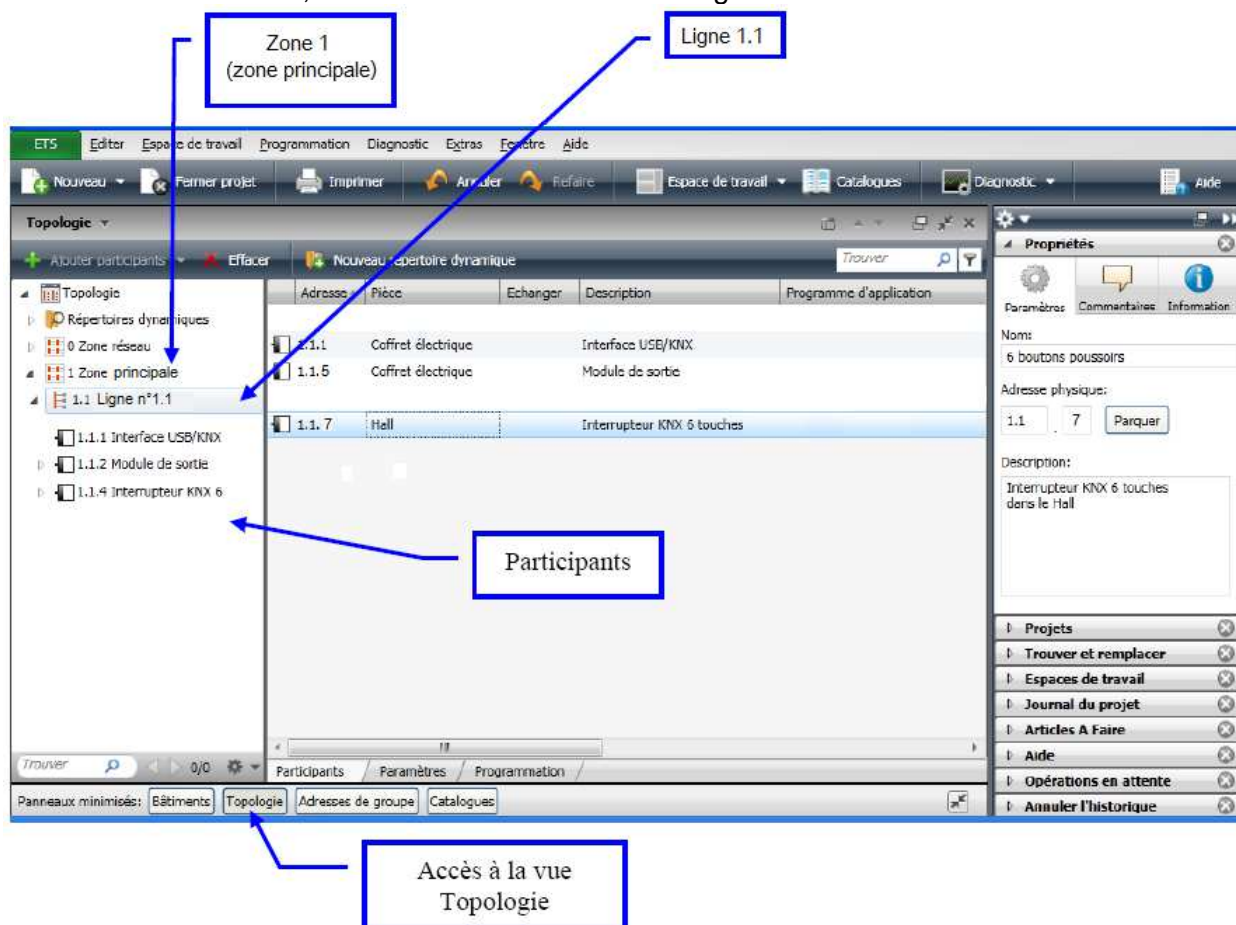 Zone 1
(zone principale)
Ligne 1.1
ETS Editer Espace de travail Programmation Diagnostic Extras Fenêtre Aide
Nouveau Fermer projet Imprimer Annuler Refaire Espace de travail Catalogues Diagnostic Aide
Topologie
Ajouter participants Effacer Nouveau répertoire dynamique Trouver
Topologie
Répertoires dynamiques
0 Zone réseau
1 Zone principale
1.1 Ligne n°1.1
1.1.1 Interface USB/KNX
1.1.2 Module de sortie
1.1.4 Interrupteur KNX 6
Adresse Pièce Echanger Description Programme d'application
1.1.1 Coffret électrique Interface USB/KNX
1.1.5 Coffret électrique Module de sortie
1.1. 7 Hall Interrupteur KNX 6 touches
Participants
Propriétés
Paramètres Commentaires Information
Nom:
6 boutons poussoirs
Adresse physique:
1.1 . 7 Parquer
Description:
Interrupteur KNX 6 touches
dans le Hall
Projets
Trouver et remplacer
Espaces de travail
Journal du projet
Articles A Faire
Aide
Opérations en attente
Annuler l'historique
Trouver 0/0
Participants Paramètres Programmation
Panneaux minimisés: Bâtiments Topologie Adresses de groupe Catalogues
Accès à la vue
Topologie